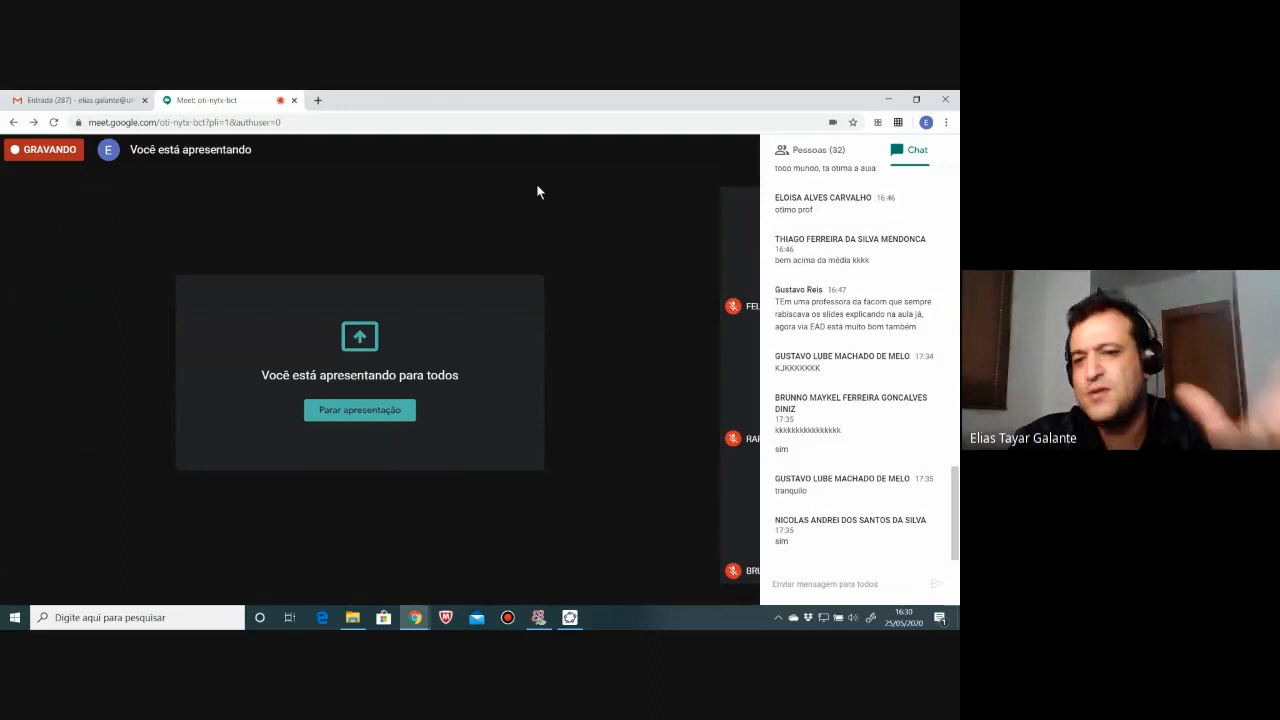 Entrada (287) - elias.galante@uf
Meet: oti-nytx-bct
meet.google.com/oti-nytx-bct?pli=1&authuser=0
E
GRAVANDO
E
Você está apresentando
Pessoas (32)
Chat
todo mundo, ta otima a aula
ELOISA ALVES CARVALHO 16:46
otimo prof
THIAGO FERREIRA DA SILVA MENDONCA
16:46
bem acima da média kkkk
Gustavo Reis 16:47
TEm uma professora da facom que sempre
rabiscava os slides explicando na aula já,
agora via EAD está muito bom também
GUSTAVO LUBE MACHADO DE MELO 17:34
KJKKKKKKK
BRUNNO MAYKEL FERREIRA GONCALVES
DINIZ
17:35
kkkkkkkkkkkkkkkk
sim
GUSTAVO LUBE MACHADO DE MELO 17:35
tranquilo
NICOLAS ANDREI DOS SANTOS DA SILVA
17:35
sim
Enviar mensagem para todos
Você está apresentando para todos
Parar apresentação
FEL
RAF
BRU
Elias Tayar Galante
Digite aqui para pesquisar
16:30
25/05/2020